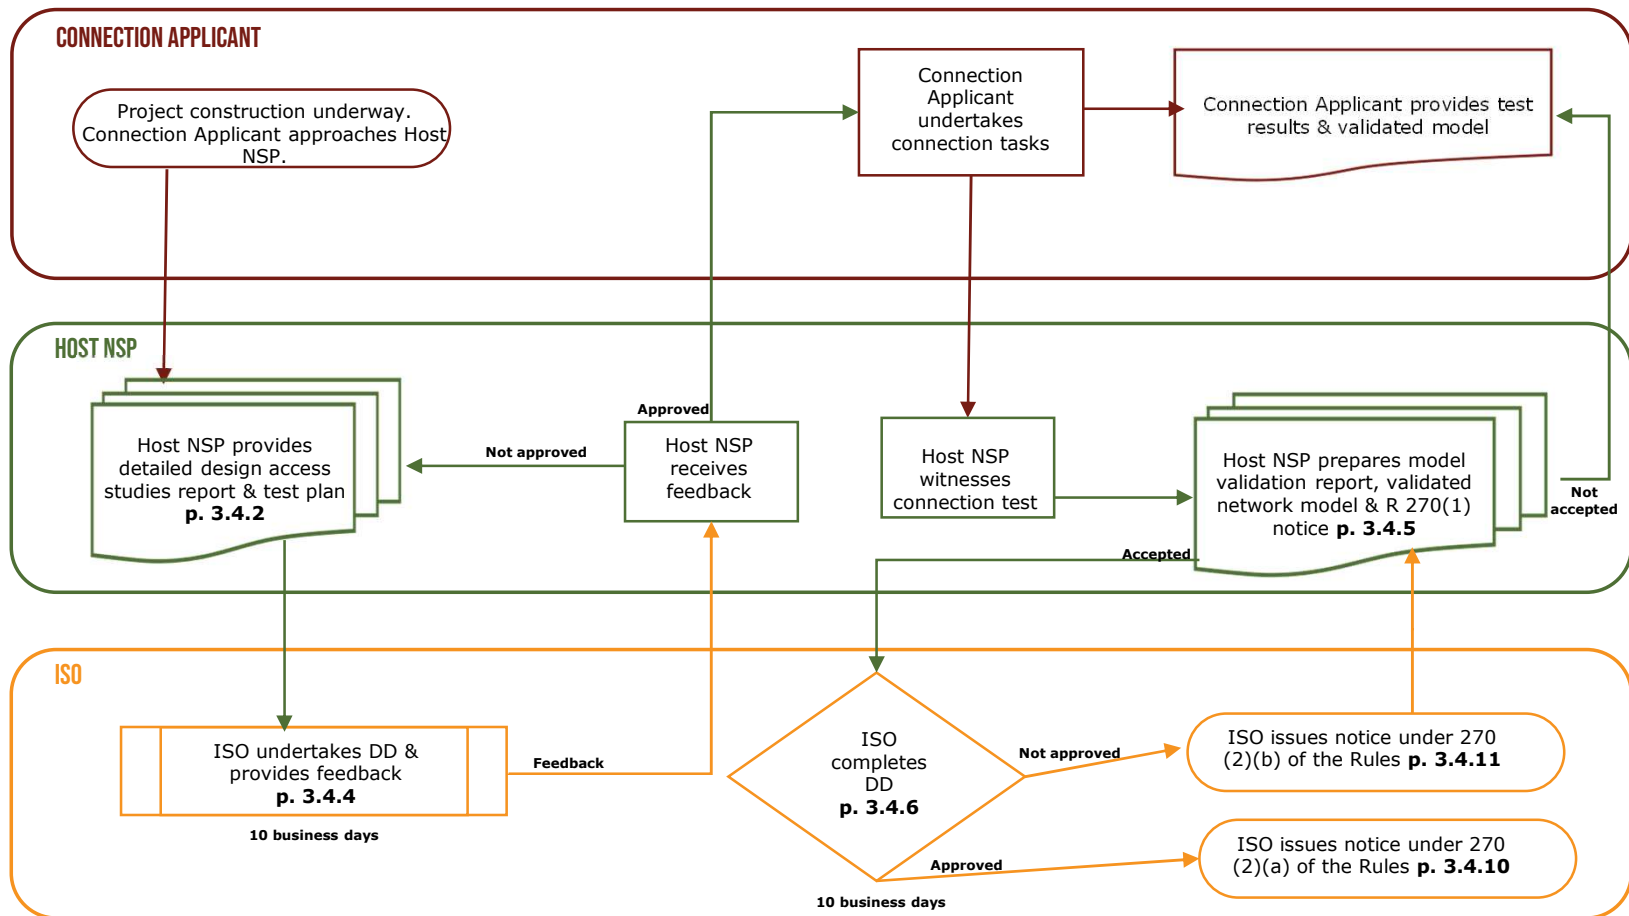 CONNECTION APPLICANT
Project construction underway.
Connection Applicant approaches Host
NSP.
Connection
Applicant
undertakes
connection tasks
Connection Applicant provides test
results & validated model
HOST NSP
Host NSP provides
detailed design access
studies report & test plan
p. 3.4.2
Not approved
Approved
Host NSP
receives
feedback
Host NSP
witnesses
connection test
Host NSP prepares model
validation report, validated
network model & R 270(1)
notice p. 3.4.5
Not
accepted
Accepted
ISO
ISO undertakes DD &
provides feedback
p. 3.4.4
10 business days
Feedback
ISO
completes
DD
p. 3.4.6
Not approved
Approved
10 business days
ISO issues notice under 270
(2)(b) of the Rules p. 3.4.11
ISO issues notice under 270
(2)(a) of the Rules p. 3.4.10